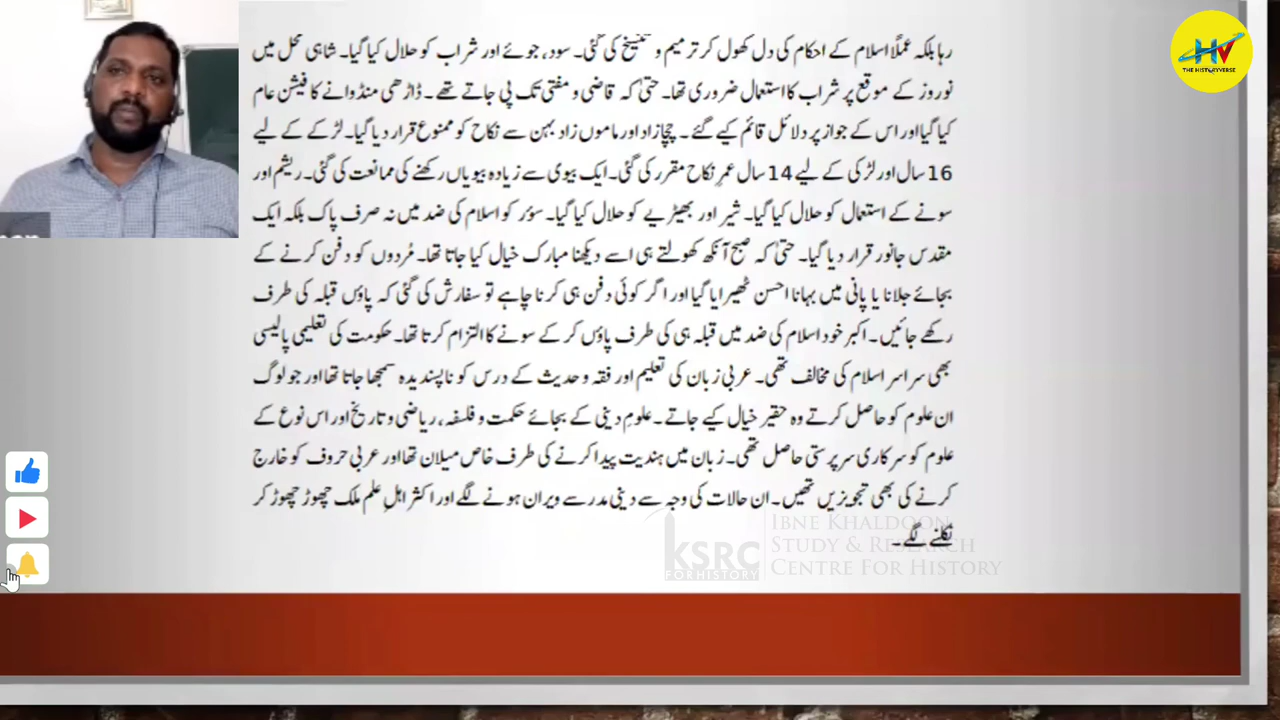 HV
THE HISTORYVERSE
رہا بلکہ عملًا اسلام کے احکام کی دل کھول کر ترمیم و تنسیخ کی گئی۔ سود، جوئے اور شراب کو حلال کیا گیا۔ شاہی محل میں
نوروز کے موقع پر شراب کا استعمال ضروری تھا۔ حتیٰ کہ قاضی و مفتی تک پی جاتے تھے۔ ڈاڑھی منڈوانے کا فیشن عام
کیا گیا اور اس کے جواز پر دلائل قائم کیے گئے۔ چچازاد اور ماموں زاد بہن سے نکاح کو ممنوع قرار دیا گیا۔ لڑکے کے لیے
16 سال اور لڑکی کے لیے 14 سال عمرِ نکاح مقرر کی گئی۔ ایک بیوی سے زیادہ بیویاں رکھنے کی ممانعت کی گئی۔ ریشم اور
سونے کے استعمال کو حلال کیا گیا۔ شیر اور بھیڑیے کو حلال کیا گیا۔ سؤر کو اسلام کی ضد میں نہ صرف پاک بلکہ ایک
مقدس جانور قرار دیا گیا۔ حتیٰ کہ صبح آنکھ کھولتے ہی اسے دیکھنا مبارک خیال کیا جاتا تھا۔ مُردوں کو دفن کرنے کے
بجائے جلانا یا پانی میں بہانا احسن ٹھیرایا گیا اور اگر کوئی دفن ہی کرنا چاہے تو سفارش کی گئی کہ پاؤں قبلہ کی طرف
رکھے جائیں۔ اکبر خود اسلام کی ضد میں قبلہ ہی کی طرف پاؤں کر کے سونے کا التزام کرتا تھا۔ حکومت کی تعلیمی پالیسی
بھی سراسر اسلام کی مخالف تھی۔ عربی زبان کی تعلیم اور فقہ و حدیث کے درس کو ناپسندیدہ سمجھا جاتا تھا اور جو لوگ
ان علوم کو حاصل کرتے وہ حقیر خیال کیے جاتے۔ علومِ دینی کے بجائے حکمت و فلسفہ، ریاضی و تاریخ اور اس نوع کے
علوم کو سرکاری سرپرستی حاصل تھی۔ زبان میں ہندیت پیدا کرنے کی طرف خاص میلان تھا اور عربی حروف کو خارج
کرنے کی بھی تجویزیں تھیں۔ ان حالات کی وجہ سے دینی مدرسے ویران ہونے لگے اور اکثر اہلِ علم ملک چھوڑ چھوڑ کر
نکلنے لگے۔
IKSRC
FOR HISTORY
IBNE KHALDOON
STUDY & RESEARCH
CENTRE FOR HISTORY